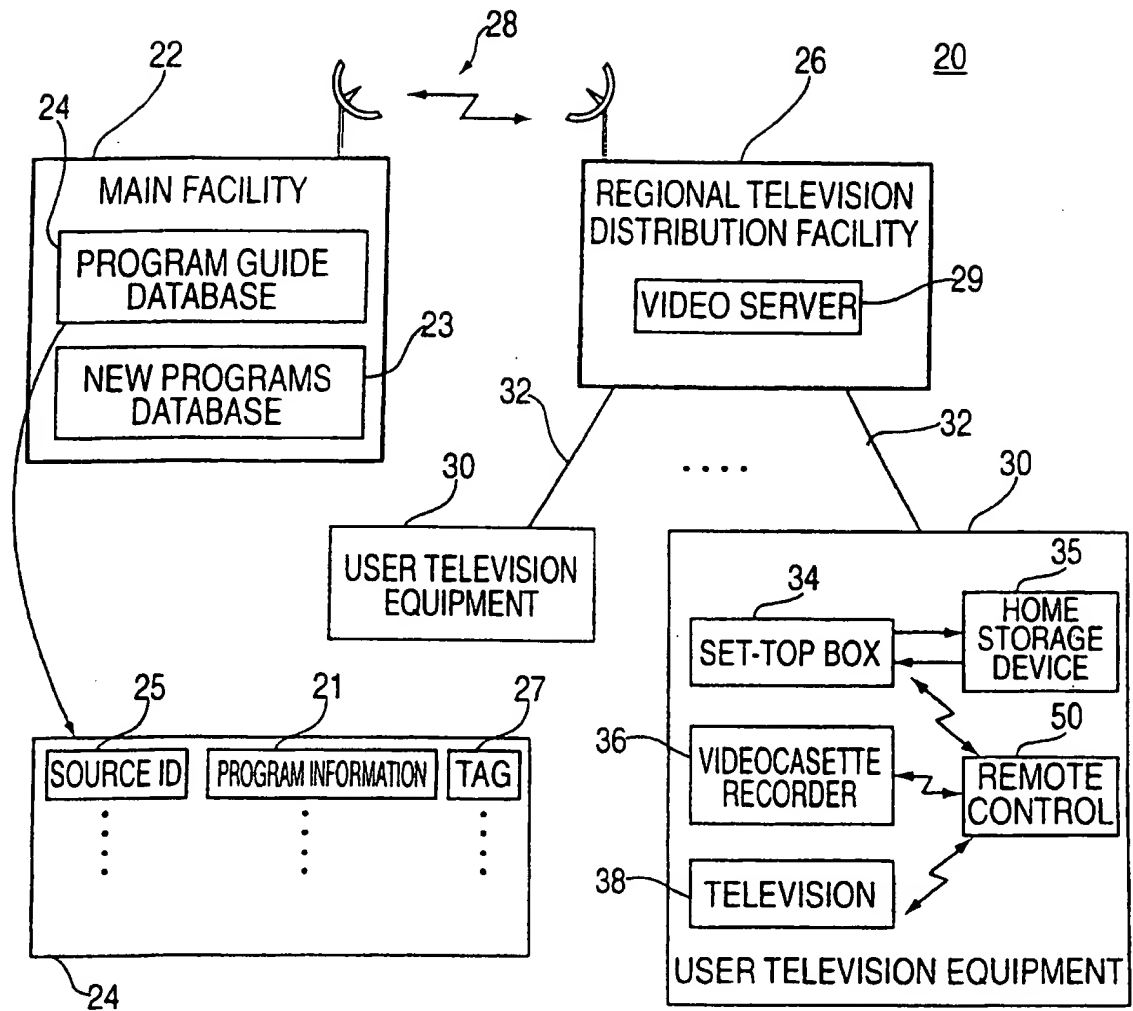 28
20
22
26
24
MAIN FACILITY
PROGRAM GUIDE
DATABASE
23
NEW PROGRAMS
DATABASE
REGIONAL TELEVISION
DISTRIBUTION FACILITY
29
VIDEO SERVER
32
32
30
USER TELEVISION
EQUIPMENT
30
34
SET-TOP BOX
35
HOME
STORAGE
DEVICE
36
VIDEOCASETTE
RECORDER
50
REMOTE
CONTROL
38
TELEVISION
USER TELEVISION EQUIPMENT
25
21
27
SOURCE ID
PROGRAM INFORMATION
TAG
24